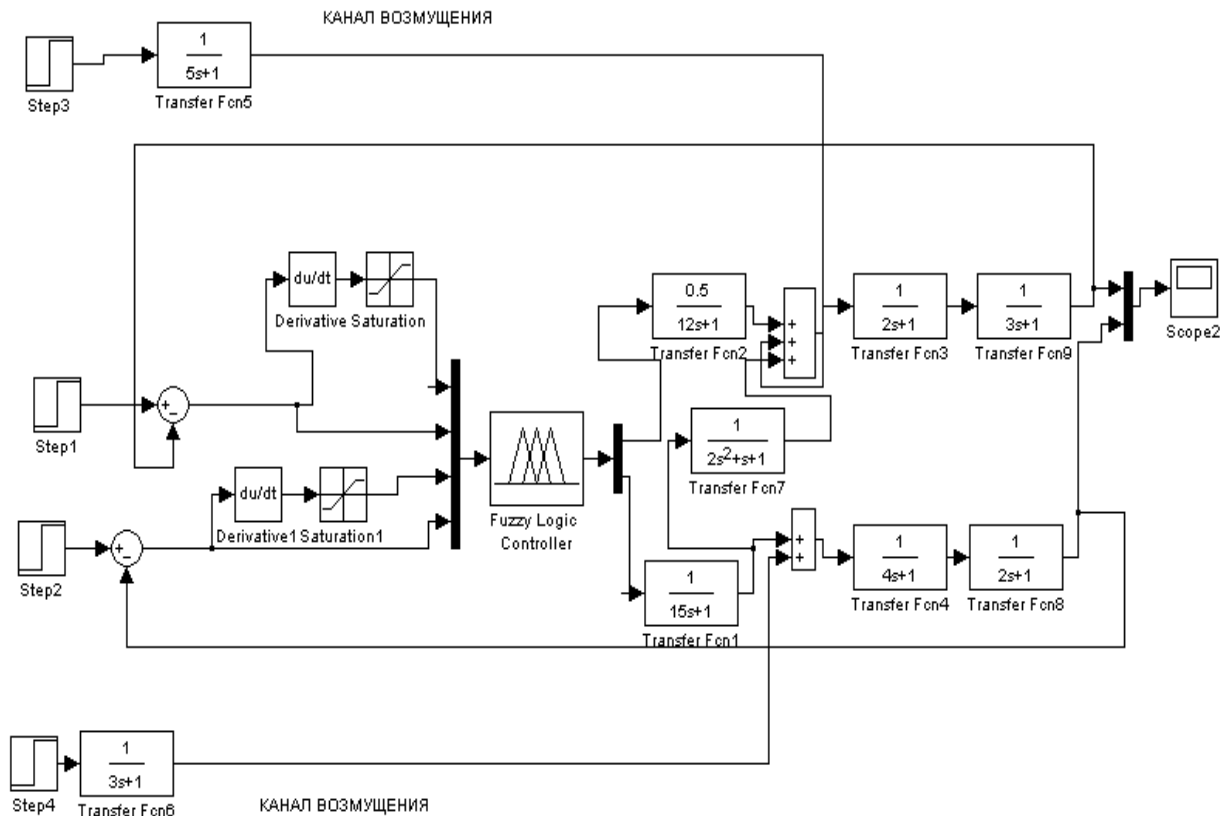 КАНАЛ ВОЗМУЩЕНИЯ
1
5s+1
Step3
Transfer Fcn5
du/dt
Derivative
Saturation
0.5
12s+1
Transfer Fcn2
+
+
+
1
2s+1
Transfer Fcn3
1
3s+1
Transfer Fcn9
Scope2
Step1
+
-
1
2s²+s+1
Transfer Fcn7
du/dt
Derivative1
Saturation1
Fuzzy Logic
Controller
Step2
+
-
+
+
1
15s+1
Transfer Fcn1
1
4s+1
Transfer Fcn4
1
2s+1
Transfer Fcn8
Step4
1
3s+1
Transfer Fcn6
КАНАЛ ВОЗМУЩЕНИЯ